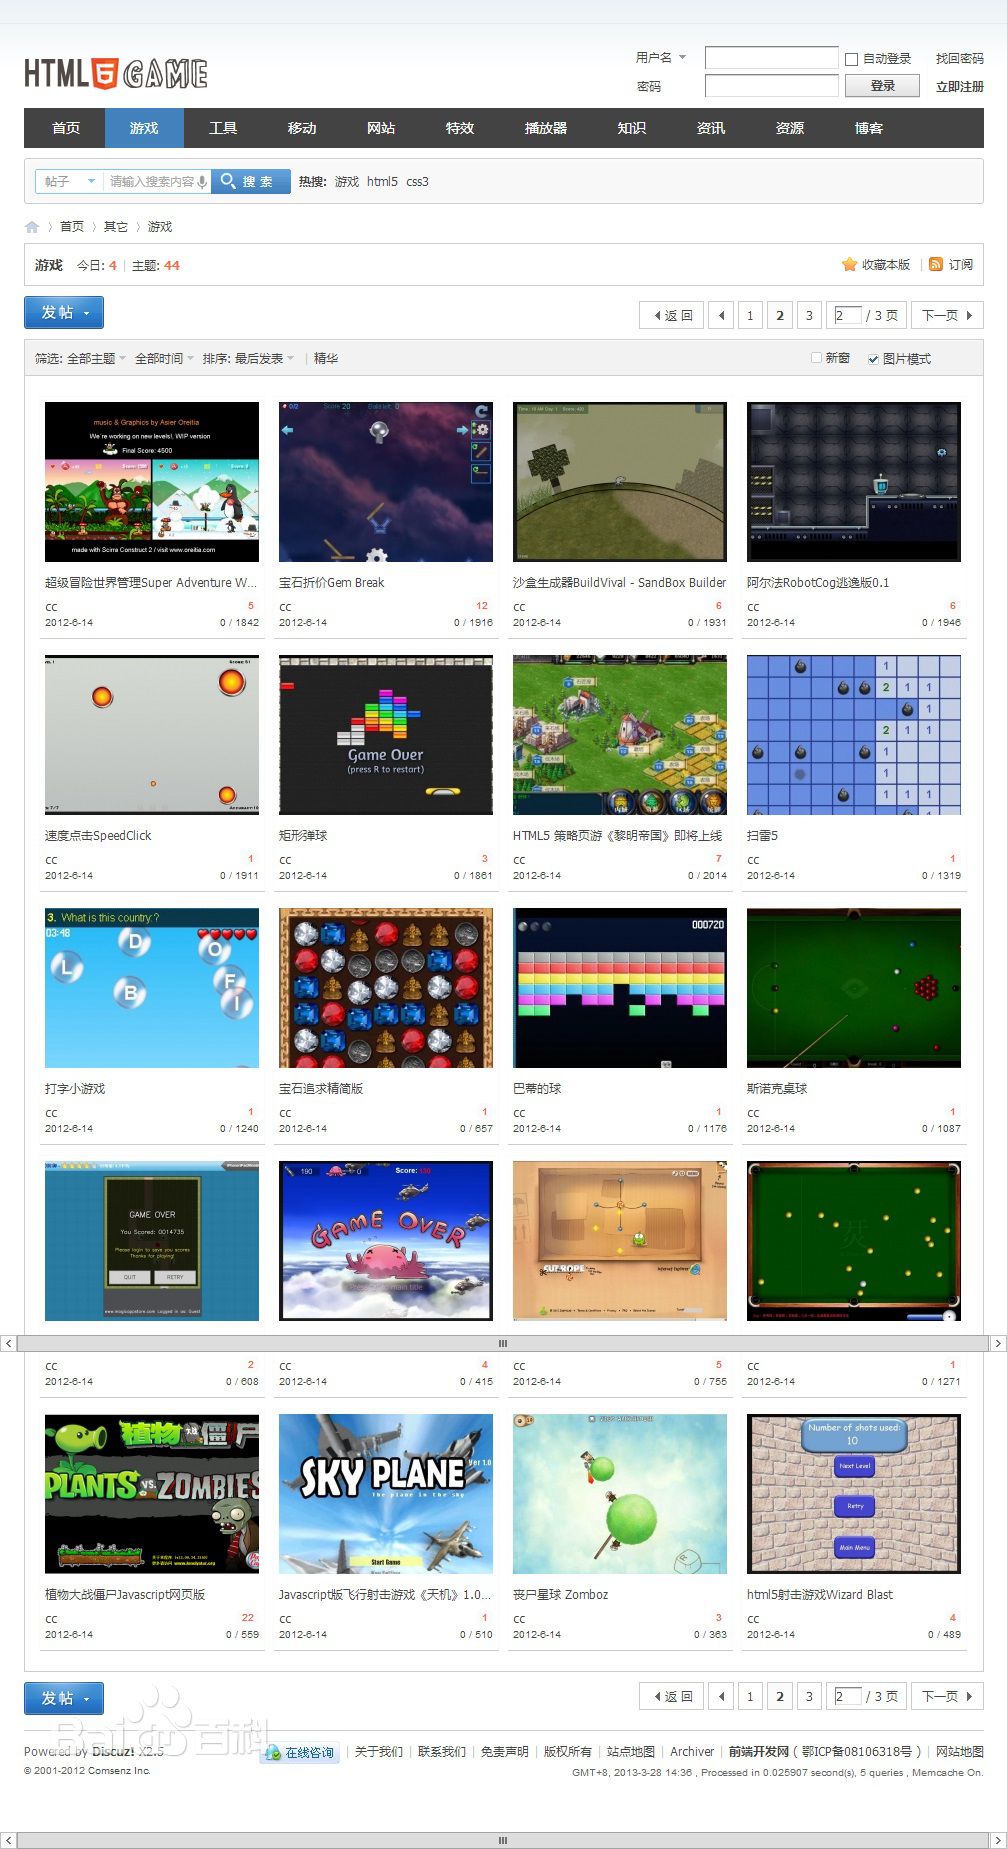 HTML 5 GAME
用户名 自动登录 找回密码
密码 登录 立即注册
首页 游戏 工具 移动 网站 特效 播放器 知识 资讯 资源 博客
帖子 请输入搜索内容 搜索 热搜: 游戏 html5 css3
首页 其它 游戏
游戏 今日: 4 主题: 44 收藏本版 订阅
发帖 返回 1 2 3 2 / 3 页 下一页
筛选: 全部主题 全部时间 排序: 最后发表 精华 新窗 图片模式
music & Graphics by Asier Oreitia
We're working on new levels!, WIP version
Final Score: 4500
made with Scirra Construct 2 / visit www.oreitia.com
超级冒险世界管理Super Adventure W... 宝石折价Gem Break 沙盒生成器BuildVival - SandBox Builder 阿尔法RobotCog逃逸版0.1
cc 5 cc 12 cc 6 cc 6
2012-6-14 0 / 1842 2012-6-14 0 / 1916 2012-6-14 0 / 1931 2012-6-14 0 / 1946
Game Over
(press R to restart)
速度点击SpeedClick 矩形弹球 HTML5 策略页游《黎明帝国》即将上线 扫雷5
cc 1 cc 3 cc 7 cc 1
2012-6-14 0 / 1911 2012-6-14 0 / 1861 2012-6-14 0 / 2014 2012-6-14 0 / 1319
3. What is this country?
03:48
D
L O
B F
I
000720
打字小游戏 宝石追求精简版 巴蒂的球 斯诺克桌球
cc 1 cc 1 cc 1 cc 1
2012-6-14 0 / 1240 2012-6-14 0 / 657 2012-6-14 0 / 1176 2012-6-14 0 / 1087
GAME OVER
You Scored: 0014735
Please login to save you scores
Thanks for playing!
QUIT RETRY
190 Score: 130
GAME OVER
CUT THE ROPE
cc 2 cc 4 cc 5 cc 1
2012-6-14 0 / 608 2012-6-14 0 / 415 2012-6-14 0 / 755 2012-6-14 0 / 1271
植物大战僵尸
PLANTS VS. ZOMBIES
SKY PLANE Ver 1.0
The plane in the sky
Start Game
Number of shots used:
10
Next Level
Retry
Main Menu
植物大战僵尸Javascript网页版 Javascript版飞行射击游戏《天机》1.0... 丧尸星球 Zomboz html5射击游戏Wizard Blast
cc 22 cc 1 cc 3 cc 4
2012-6-14 0 / 559 2012-6-14 0 / 510 2012-6-14 0 / 363 2012-6-14 0 / 489
发帖 返回 1 2 3 2 / 3 页 下一页
Baidu百科
Powered by Discuz! X2.5 在线咨询 关于我们 联系我们 免责声明 版权所有 站点地图 Archiver 前端开发网 ( 鄂ICP备08106318号 ) 网站地图
© 2001-2012 Comsenz Inc. GMT+8, 2013-3-28 14:36 , Processed in 0.025907 second(s), 5 queries , Memcache On.